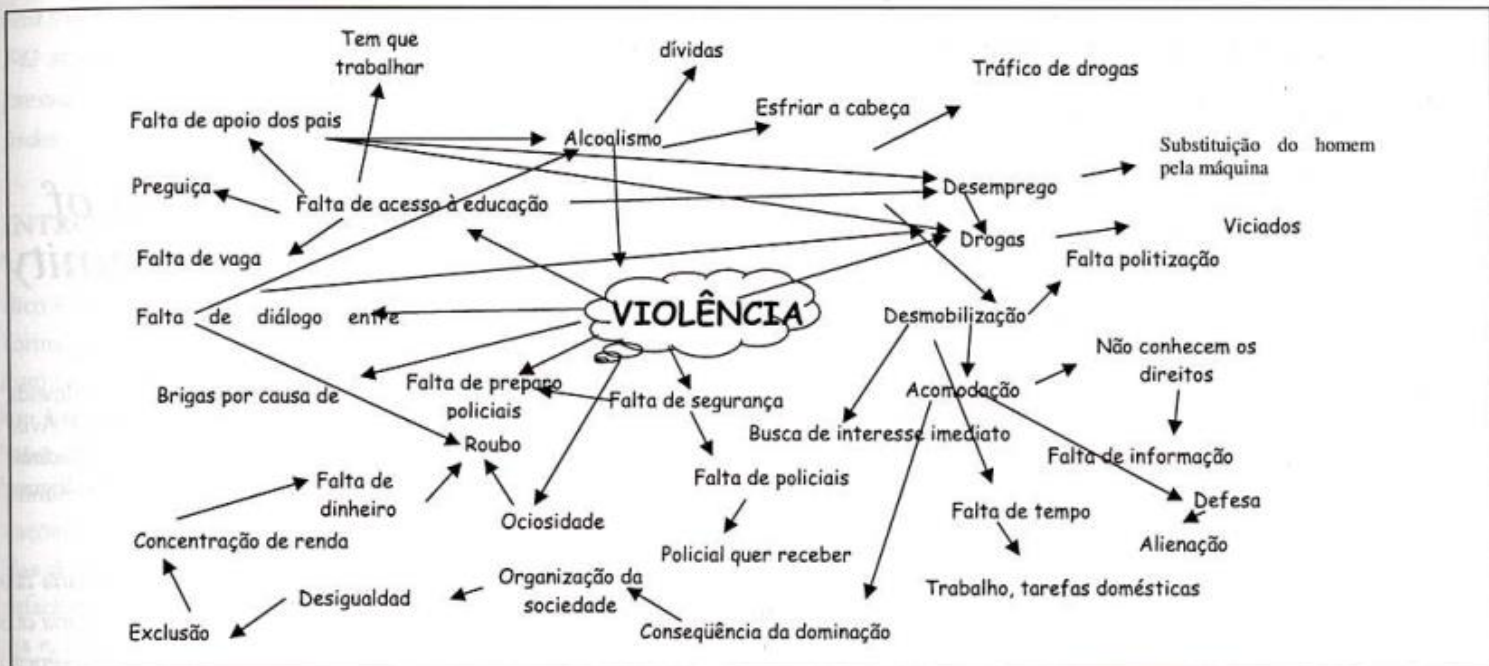 Tem que
trabalhar
dívidas
Tráfico de drogas
Esfriar a cabeça
Falta de apoio dos pais
Alcoalismo
Substituição do homem
pela máquina
Preguiça
Desemprego
Falta de acesso à educação
Viciados
Drogas
Falta de vaga
Falta politização
VIOLÊNCIA
Falta de diálogo entre
Desmobilização
Não conhecem os
direitos
Falta de preparo
policiais
Acomodação
Brigas por causa de
Falta de segurança
Busca de interesse imediato
Roubo
Falta de informação
Falta de policiais
Falta de
dinheiro
Defesa
Ociosidade
Falta de tempo
Concentração de renda
Alienação
Policial quer receber
Organização da
sociedade
Trabalho, tarefas domésticas
Desigualdad
Exclusão
Conseqüência da dominação